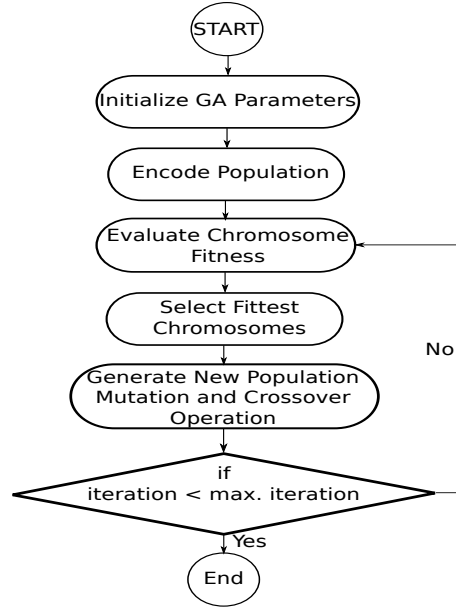 START
Initialize GA Parameters
Encode Population
Evaluate Chromosome
Fitness
Select Fittest
Chromosomes
No
Generate New Population
Mutation and Crossover
Operation
if
iteration < max. iteration
Yes
End